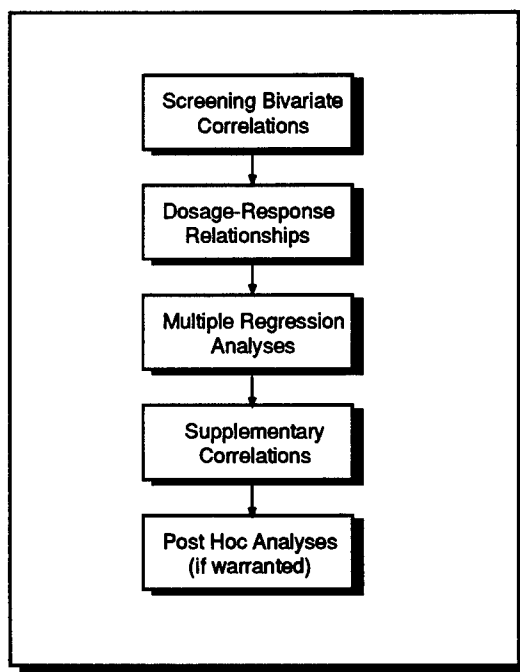 Screening Bivariate
Correlations
Dosage-Response
Relationships
Multiple Regression
Analyses
Supplementary
Correlations
Post Hoc Analyses
(if warranted)